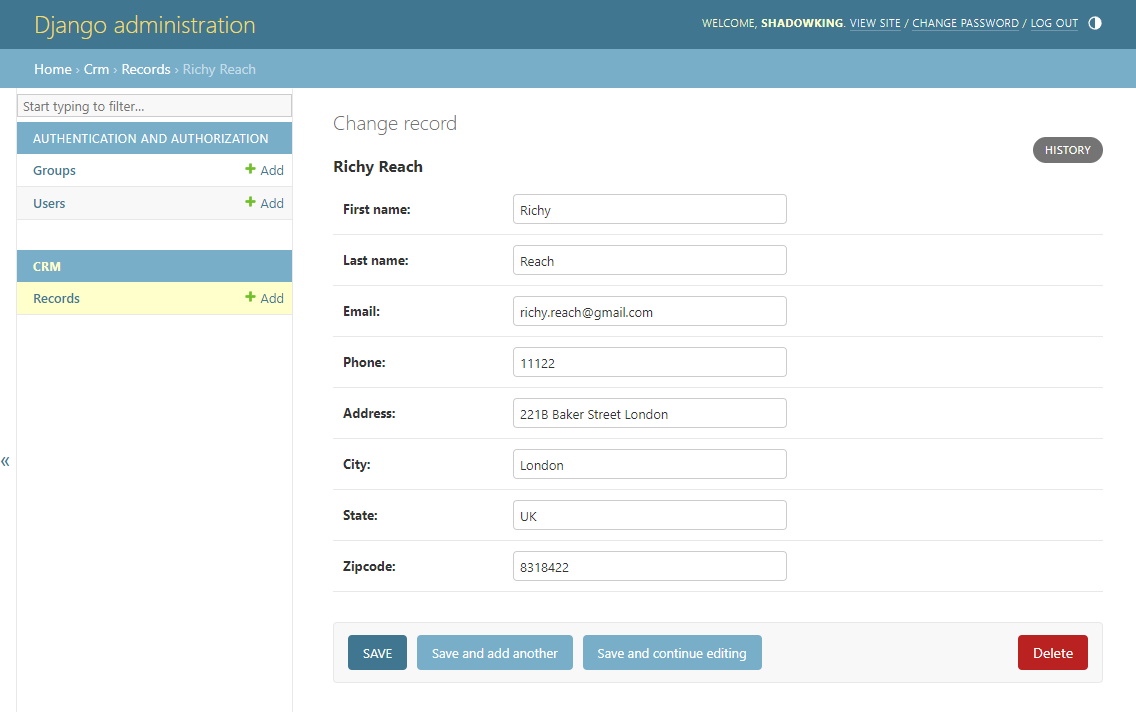 Django administration
WELCOME, SHADOWKING. VIEW SITE / CHANGE PASSWORD / LOG OUT
Home › Crm › Records › Richy Reach
Start typing to filter...
AUTHENTICATION AND AUTHORIZATION
Groups + Add
Users + Add
CRM
Records + Add
«
Change record
HISTORY
Richy Reach
First name: Richy
Last name: Reach
Email: richy.reach@gmail.com
Phone: 11122
Address: 221B Baker Street London
City: London
State: UK
Zipcode: 8318422
SAVE Save and add another Save and continue editing Delete